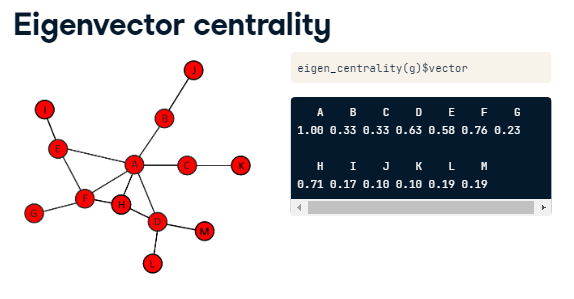 Eigenvector centrality
eigen_centrality(g)$vector
A B C D E F G
1.00 0.33 0.33 0.63 0.58 0.76 0.23
H I J K L M
0.71 0.17 0.10 0.10 0.19 0.19
J
I
B
E
A
C
K
F
H
G
D
M
L